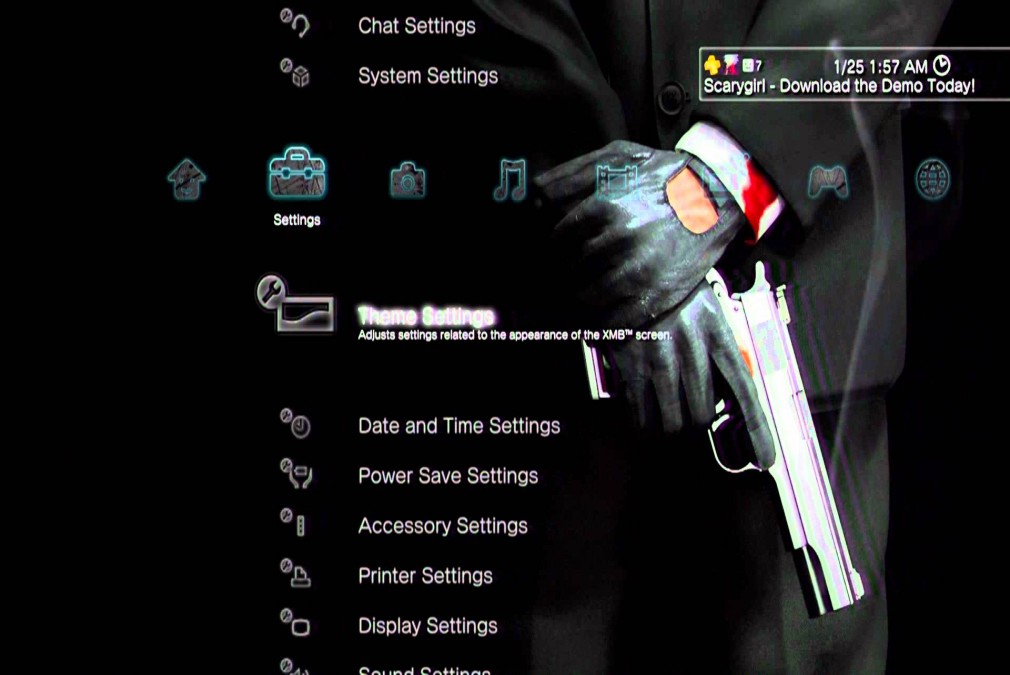 Chat Settings
System Settings
7 1/25 1:57 AM
Scarygirl - Download the Demo Today!
Settings
Theme Settings
Adjusts settings related to the appearance of the XMB™ screen.
Date and Time Settings
Power Save Settings
Accessory Settings
Printer Settings
Display Settings
Sound Settings